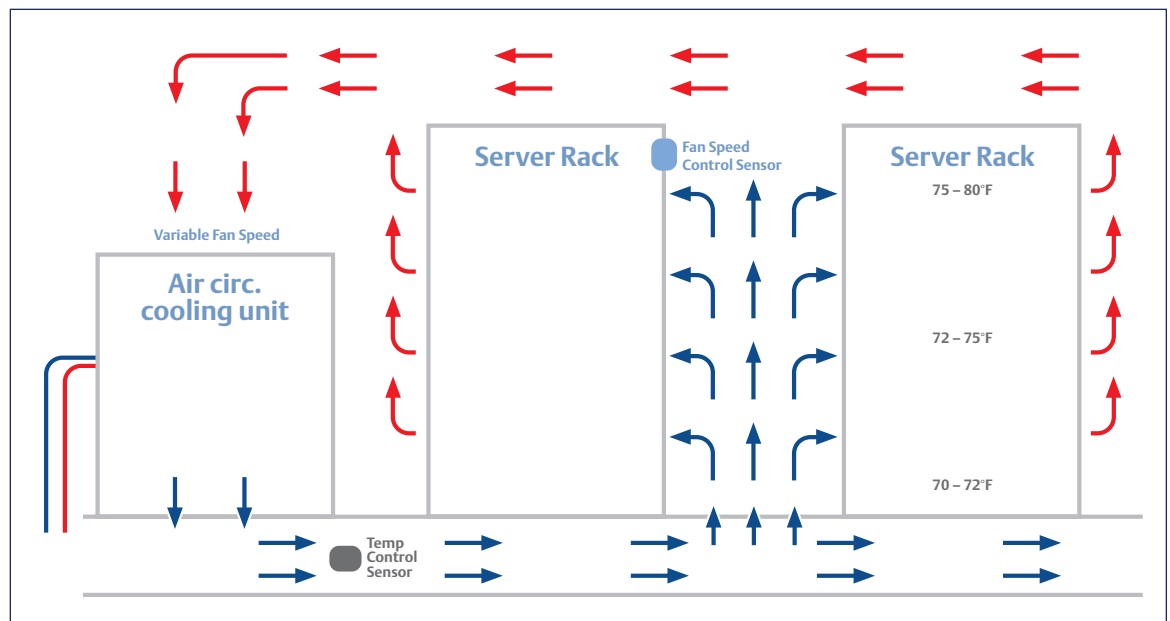 Server Rack
Fan Speed
Control Sensor
Server Rack
75 – 80°F
Variable Fan Speed
Air circ.
cooling unit
72 – 75°F
70 – 72°F
Temp
Control
Sensor